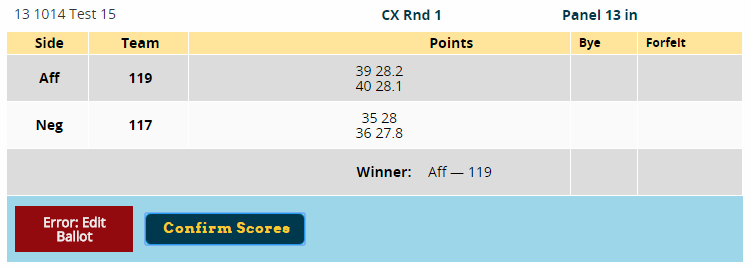 13 1014 Test 15 CX Rnd 1 Panel 13 in
Side Team Points Bye Forfeit
Aff 119 39 28.2
40 28.1
Neg 117 35 28
36 27.8
Winner: Aff — 119
Error: Edit
Ballot
Confirm Scores